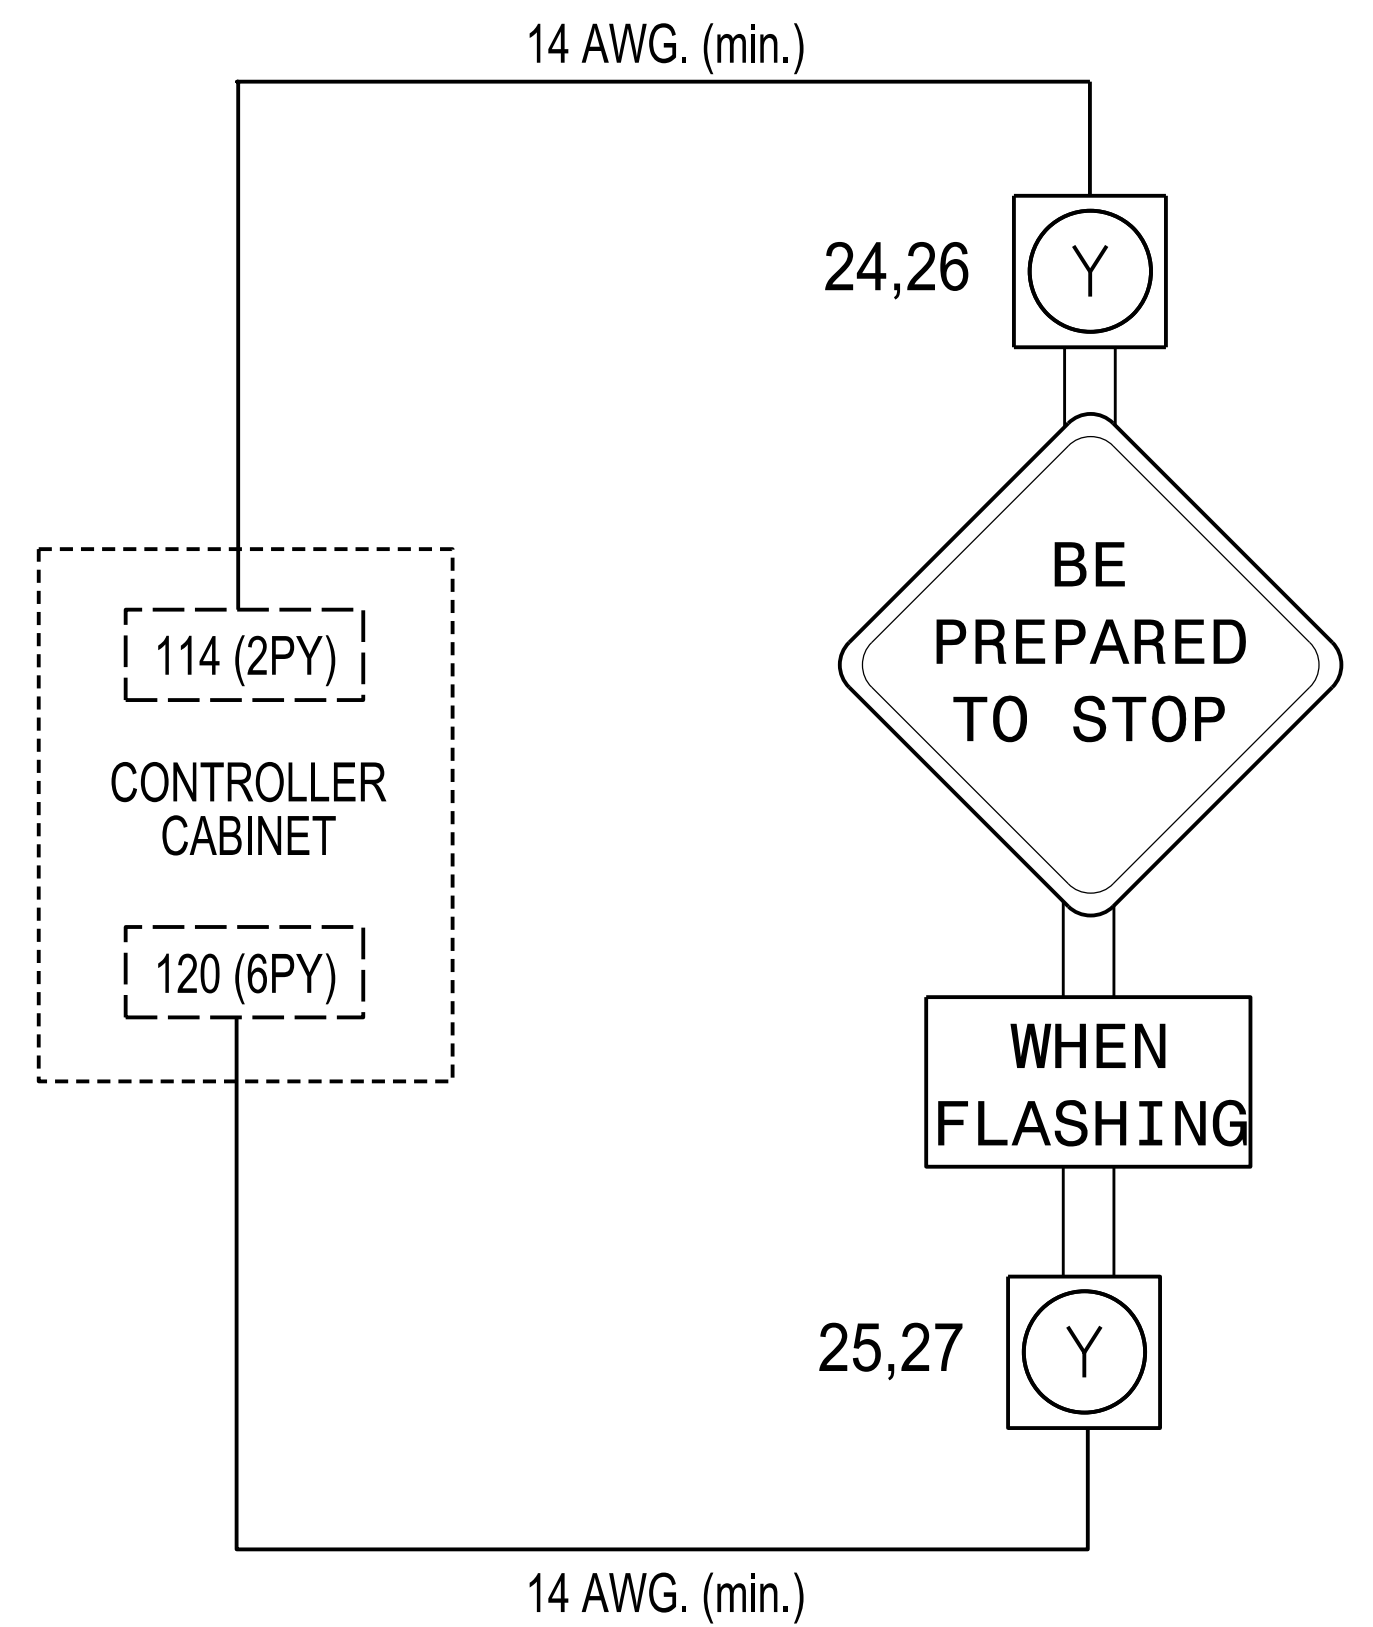 14 AWG. (min.)
Y
24,26
BE
PREPARED
TO STOP
114 (2PY)
CONTROLLER
CABINET
120 (6PY)
WHEN
FLASHING
Y
25,27
14 AWG. (min.)